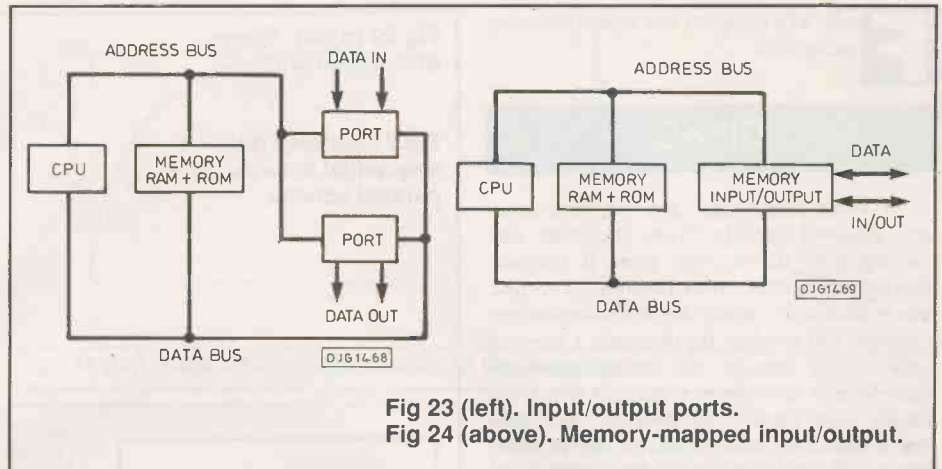 ADDRESS BUS
DATA IN
PORT
CPU
MEMORY
RAM + ROM
PORT
DATA OUT
DATA BUS
DJG1468
ADDRESS BUS
DATA
CPU
MEMORY
RAM + ROM
MEMORY
INPUT/OUTPUT
IN/OUT
DATA BUS
DJG1469
Fig 23 (left). Input/output ports.
Fig 24 (above). Memory-mapped input/output.